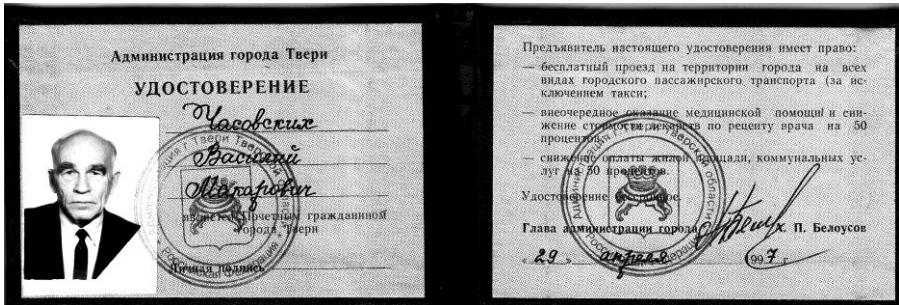 Администрация города Твери
УДОСТОВЕРЕНИЕ
Часовских
Василий
Макарович
является Почетным гражданином
города Твери
Личная подпись
Предъявитель настоящего удостоверения имеет право:
— бесплатный проезд на территории города на всех
видах городского пассажирского транспорта (за ис-
ключением такси;
— внеочередное оказание медицинской помощи и сни-
жение стоимости лекарств по рецепту врача на 50
процентов.
— снижение оплаты жилой площади, коммунальных ус-
луг на 50 процентов.
Удостоверение бессрочное.
Глава администрации города А. П. Белоусов
« 29 » апреля 1997 г.